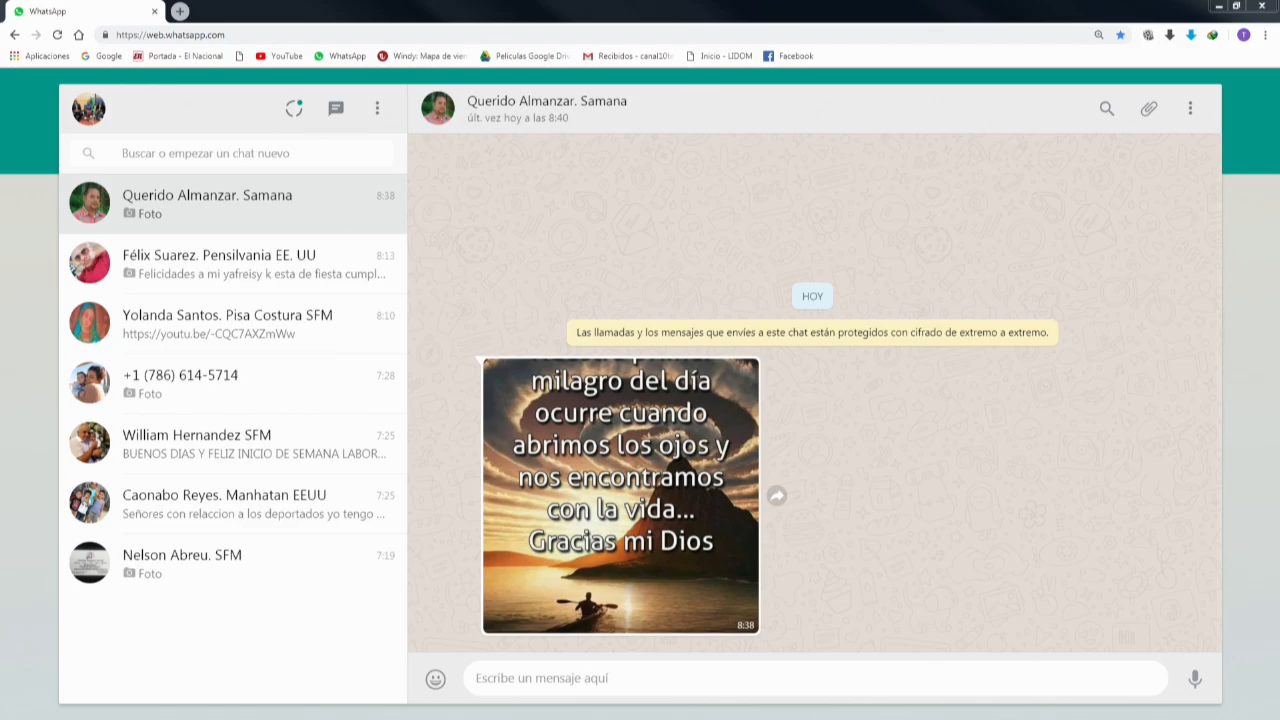 WhatsApp
https://web.whatsapp.com
Aplicaciones
Google
Portada - El Nacional
YouTube
WhatsApp
Windy: Mapa de vien
Peliculas Google Driv
Recibidos - canal10te
Inicio - LIDOM
Facebook
T
Buscar o empezar un chat nuevo
Querido Almanzar. Samana 8:38
Foto
Félix Suarez. Pensilvania EE. UU 8:13
Felicidades a mi yafreisy k esta de fiesta cumpl...
Yolanda Santos. Pisa Costura SFM 8:10
https://youtu.be/-CQC7AXZmWw
+1 (786) 614-5714 7:28
Foto
William Hernandez SFM 7:25
BUENOS DIAS Y FELIZ INICIO DE SEMANA LABOR...
Caonabo Reyes. Manhatan EEUU 7:25
Señores con relaccion a los deportados yo tengo ...
Nelson Abreu. SFM 7:19
Foto
Querido Almanzar. Samana
últ. vez hoy a las 8:40
HOY
Las llamadas y los mensajes que envíes a este chat están protegidos con cifrado de extremo a extremo.
milagro del día
ocurre cuando
abrimos los ojos y
nos encontramos
con la vida...
Gracias mi Dios
8:38
Escribe un mensaje aquí